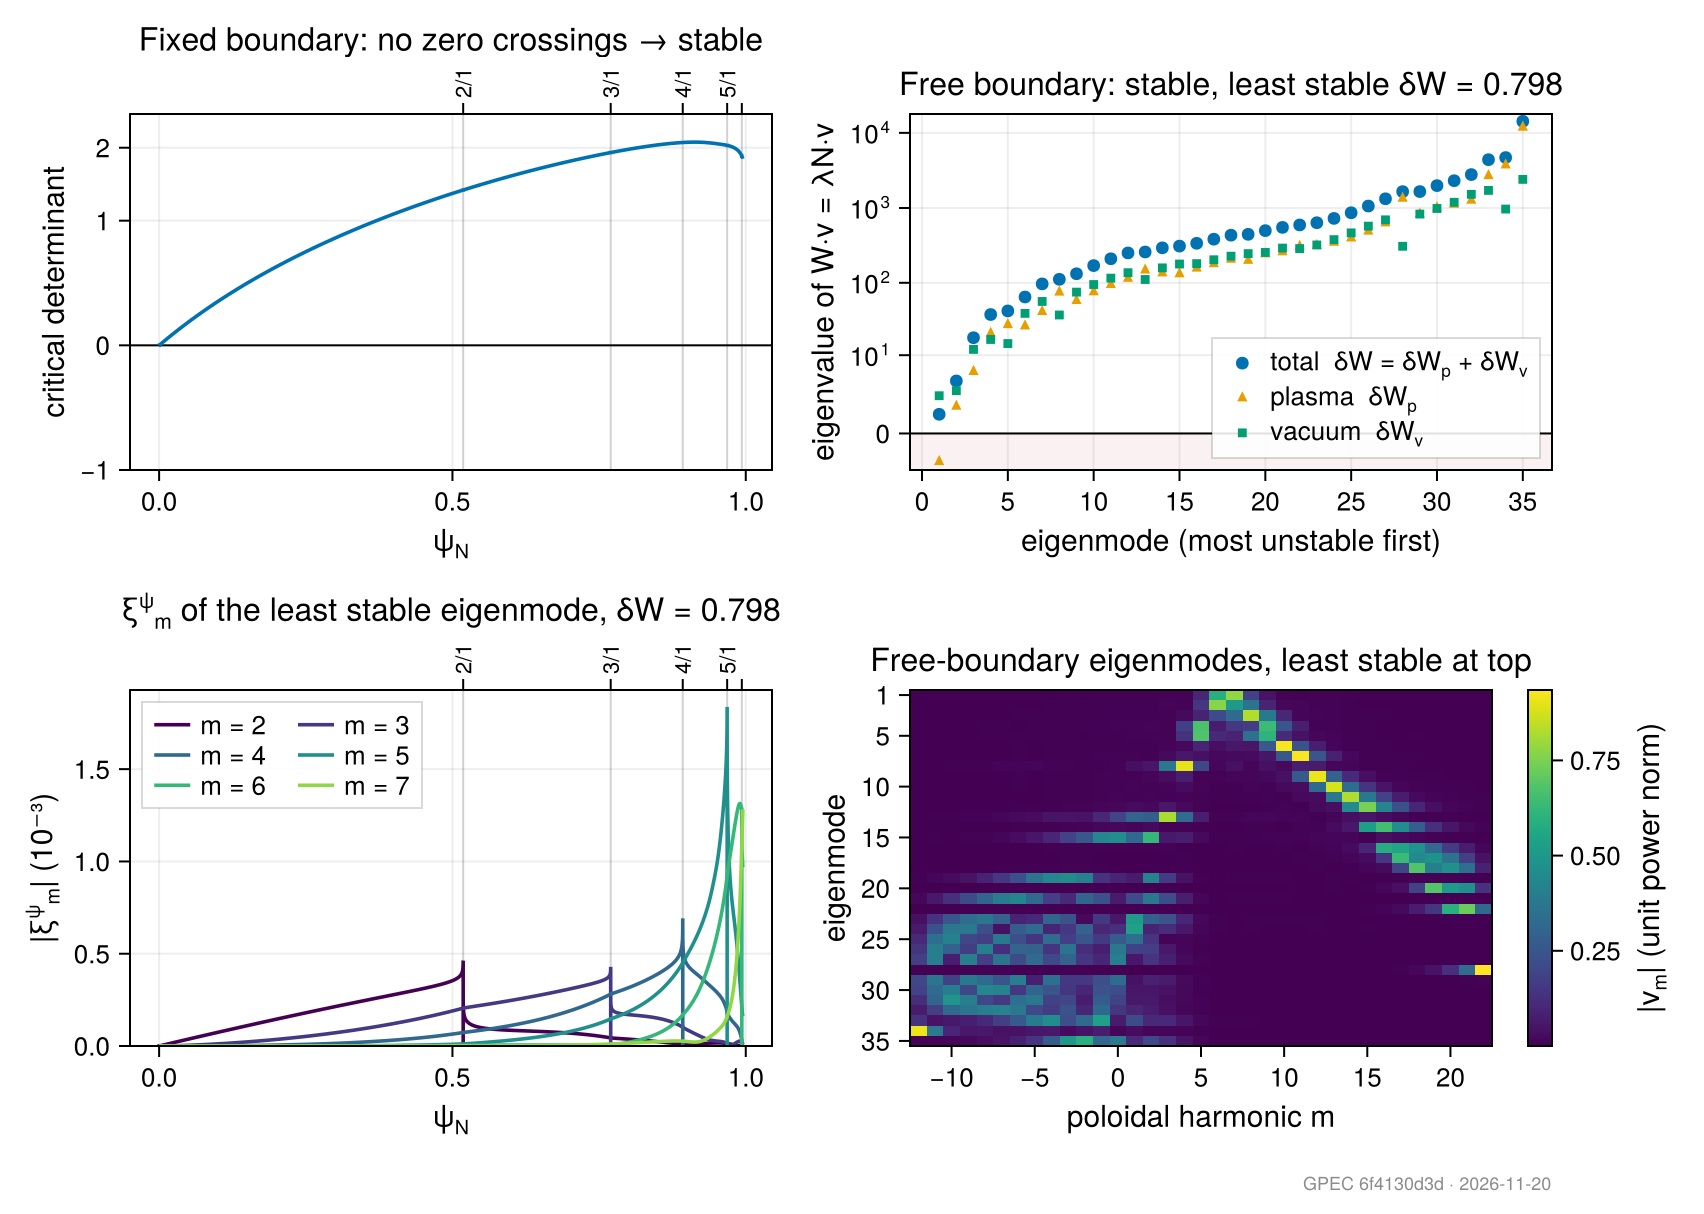 Fixed boundary: no zero crossings → stable
2/1 3/1 4/1 5/1
critical determinant
2
1
0
−1
0.0 0.5 1.0
ψN
Free boundary: stable, least stable δW = 0.798
eigenvalue of W·v = λN·v
10⁴
10³
10²
10¹
0
total δW = δWp + δWv
plasma δWp
vacuum δWv
0 5 10 15 20 25 30 35
eigenmode (most unstable first)
ξψm of the least stable eigenmode, δW = 0.798
2/1 3/1 4/1 5/1
|ξψm| (10⁻³)
m = 2 m = 3
m = 4 m = 5
m = 6 m = 7
1.5
1.0
0.5
0.0
0.0 0.5 1.0
ψN
Free-boundary eigenmodes, least stable at top
eigenmode
1
5
10
15
20
25
30
35
−10 −5 0 5 10 15 20
poloidal harmonic m
0.75
0.50
0.25
|vm| (unit power norm)
GPEC 6f4130d3d · 2026-11-20